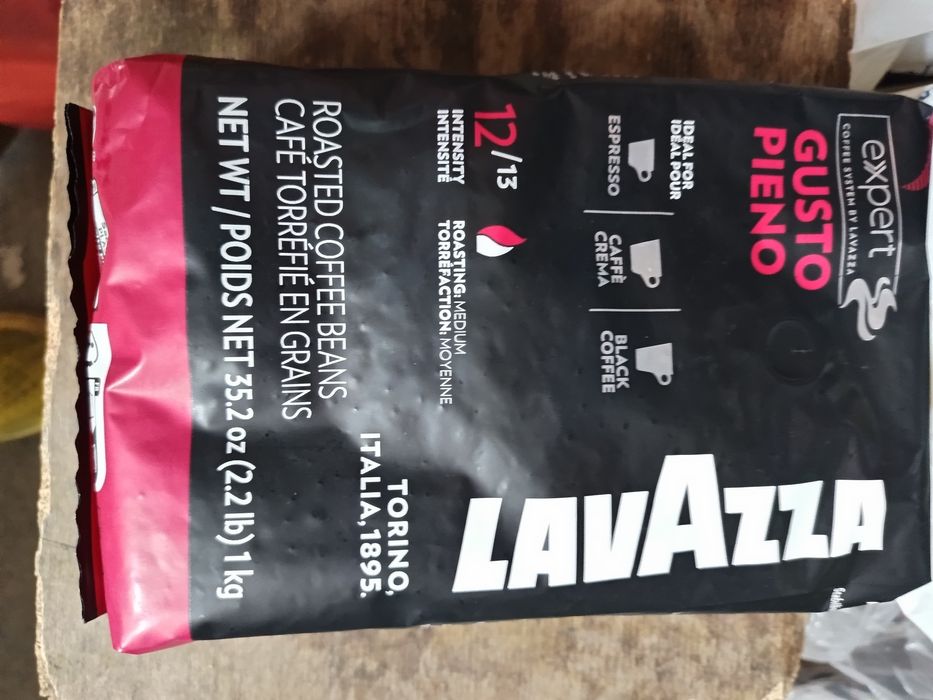 expert
COFFEE SYSTEM BY LAVAZZA
GUSTO
PIENO
IDEAL FOR
IDÉAL POUR
ESPRESSO
CAFFÈ
CREMA
BLACK
COFFEE
LAVAZZA
TORINO,
ITALIA, 1895.
12/13
INTENSITY
INTENSITÉ
ROASTING: MEDIUM
TORRÉFACTION: MOYENNE
ROASTED COFFEE BEANS
CAFÉ TORRÉFIÉ EN GRAINS
NET WT / POIDS NET 35.2 oz (2.2 lb) 1 kg